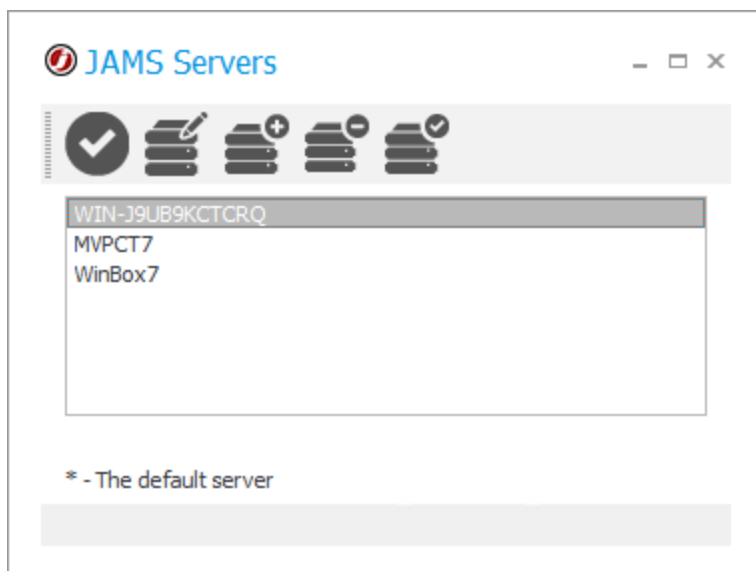 JAMS Servers
WIN-J9UB9KCTCRQ
MVPCT7
WinBox7
* - The default server